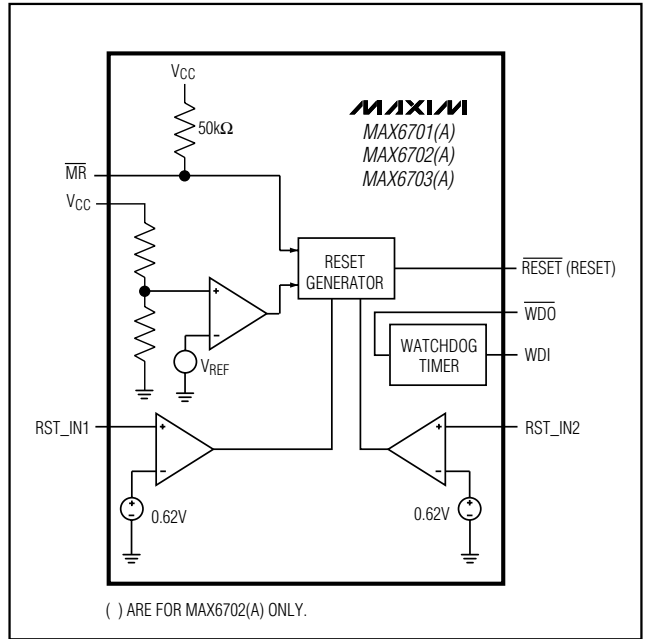 VCC
50kΩ
MAXIM
MAX6701(A)
MAX6702(A)
MAX6703(A)
MR
VCC
RESET
GENERATOR
RESET (RESET)
WDO
WATCHDOG
TIMER
WDI
+
−
VREF
RST_IN1
+
−
+
−
0.62V
+
−
RST_IN2
+
−
0.62V
( ) ARE FOR MAX6702(A) ONLY.